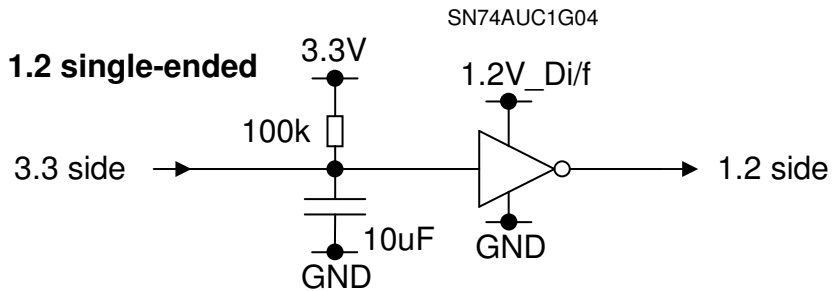 SN74AUC1G04
1.2 single-ended
3.3V
1.2V_Di/f
100k
3.3 side
1.2 side
10uF
GND
GND